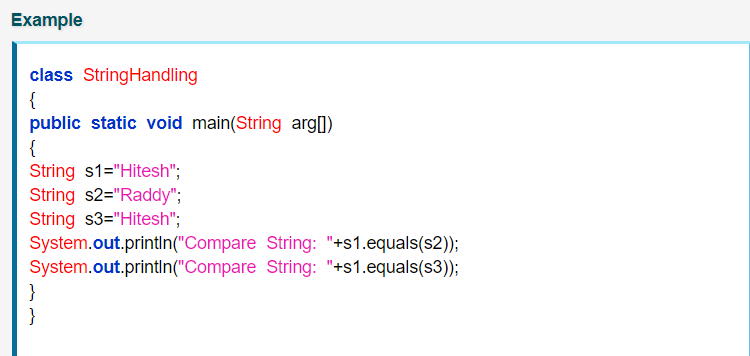 Example
class StringHandling
{
public static void main(String arg[])
{
String s1="Hitesh";
String s2="Raddy";
String s3="Hitesh";
System.out.println("Compare String: "+s1.equals(s2));
System.out.println("Compare String: "+s1.equals(s3));
}
}